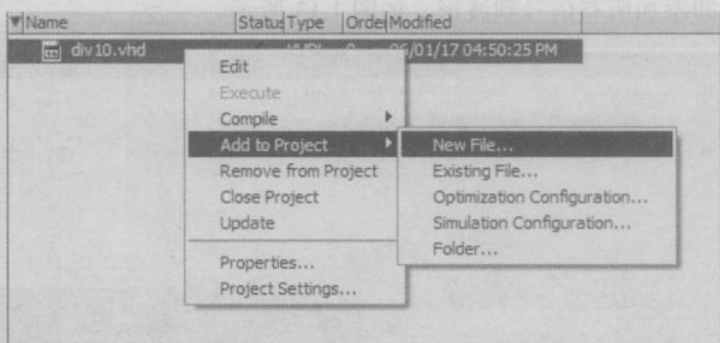 Name Status Type Order Modified
div10.vhd 06/01/17 04:50:25 PM
Edit
Execute
Compile
Add to Project
Remove from Project
Close Project
Update
Properties...
Project Settings...
New File...
Existing File...
Optimization Configuration...
Simulation Configuration...
Folder...